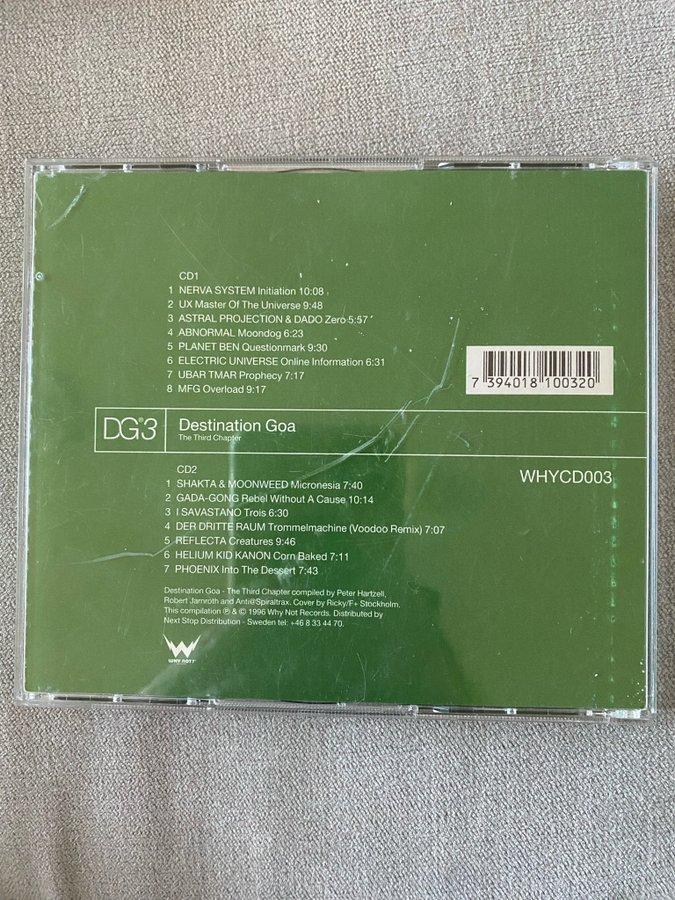 CD1
1 NERVA SYSTEM Initiation 10:08
2 UX Master Of The Universe 9:48
3 ASTRAL PROJECTION & DADO Zero 5:57
4 ABNORMAL Moondog 6:23
5 PLANET BEN Questionmark 9:30
6 ELECTRIC UNIVERSE Online Information 6:31
7 UBAR TMAR Prophecy 7:17
8 MFG Overload 9:17
7 394018 100320
DG3
Destination Goa
The Third Chapter
WHYCD003
CD2
1 SHAKTA & MOONWEED Micronesia 7:40
2 GADA-GONG Rebel Without A Cause 10:14
3 I SAVASTANO Trois 6:30
4 DER DRITTE RAUM Trommelmachine (Voodoo Remix) 7:07
5 REFLECTA Creatures 9:46
6 HELIUM KID KANON Corn Baked 7:11
7 PHOENIX Into The Dessert 7:43
Destination Goa - The Third Chapter compiled by Peter Hartzell,
Robert Jarnroth and Anti@Spiraltrax. Cover by Ricky/F+ Stockholm.
This compilation ℗ & © 1996 Why Not Records. Distributed by
Next Stop Distribution - Sweden tel: +46 8 33 44 70.
W
WHY NOT?